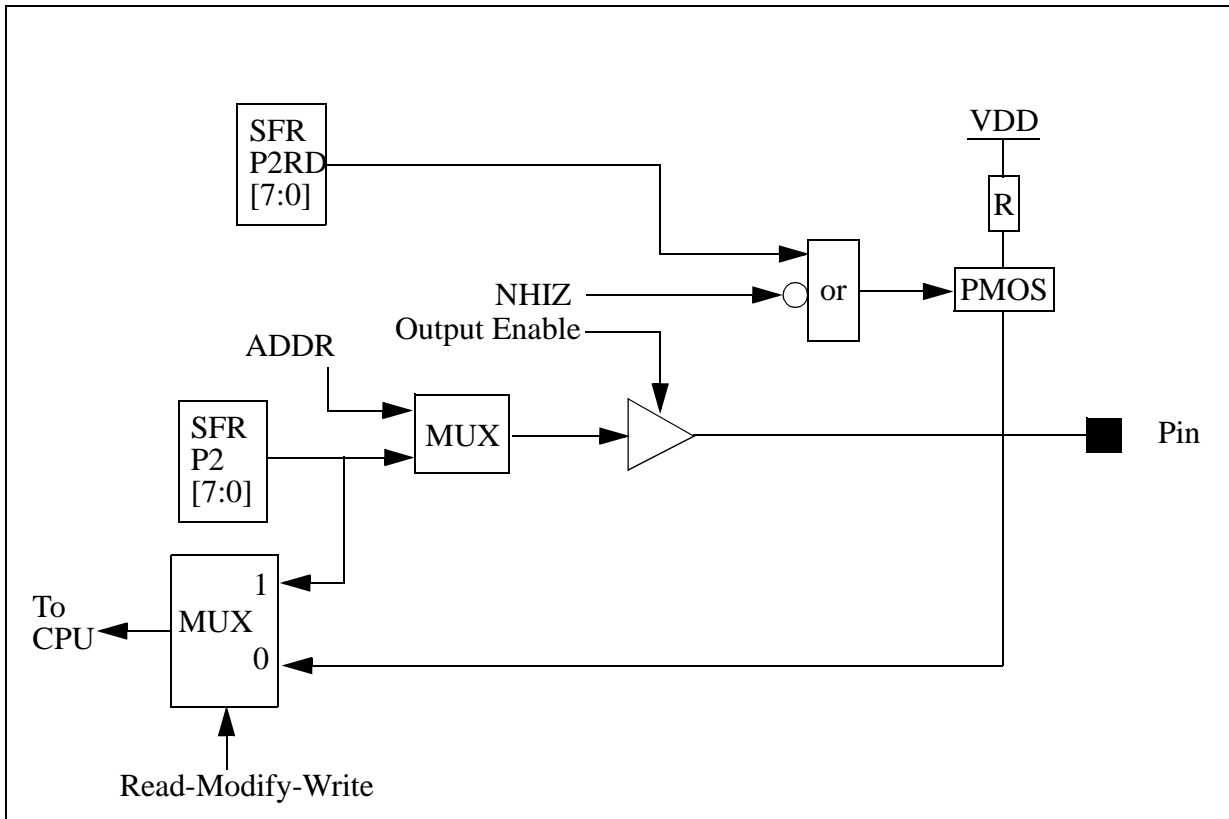 SFR
P2RD
[7:0]
VDD
R
or
PMOS
NHIZ
Output Enable
ADDR
MUX
SFR
P2
[7:0]
Pin
1
MUX
0
To
CPU
Read-Modify-Write